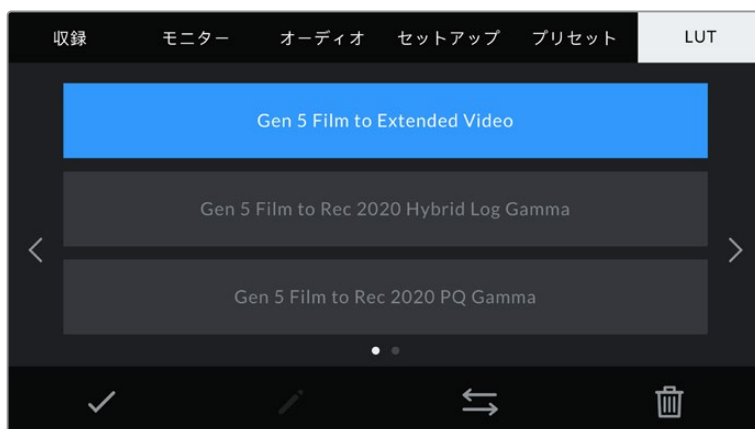 収録 モニター オーディオ セットアップ プリセット LUT
Gen 5 Film to Extended Video
Gen 5 Film to Rec 2020 Hybrid Log Gamma
Gen 5 Film to Rec 2020 PQ Gamma